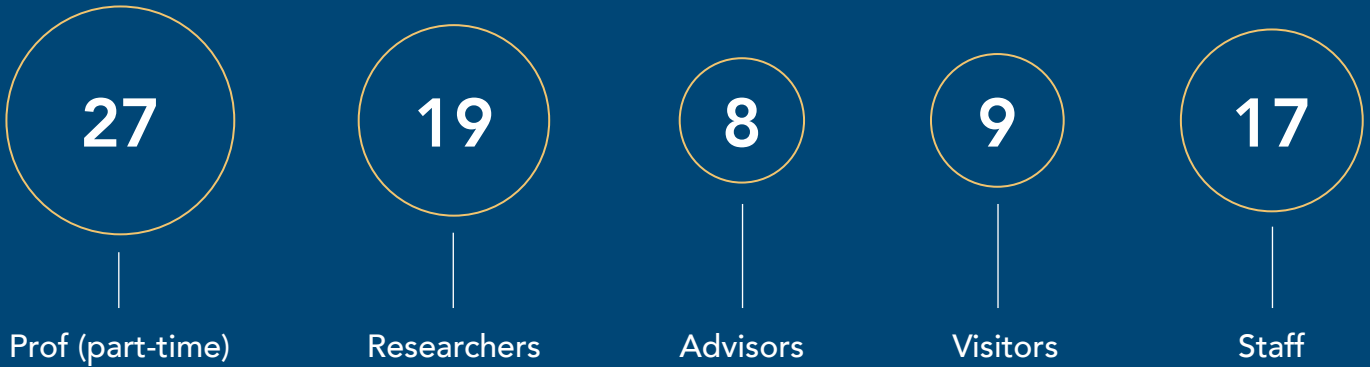 27
19
8
9
17
Prof (part-time)
Researchers
Advisors
Visitors
Staff